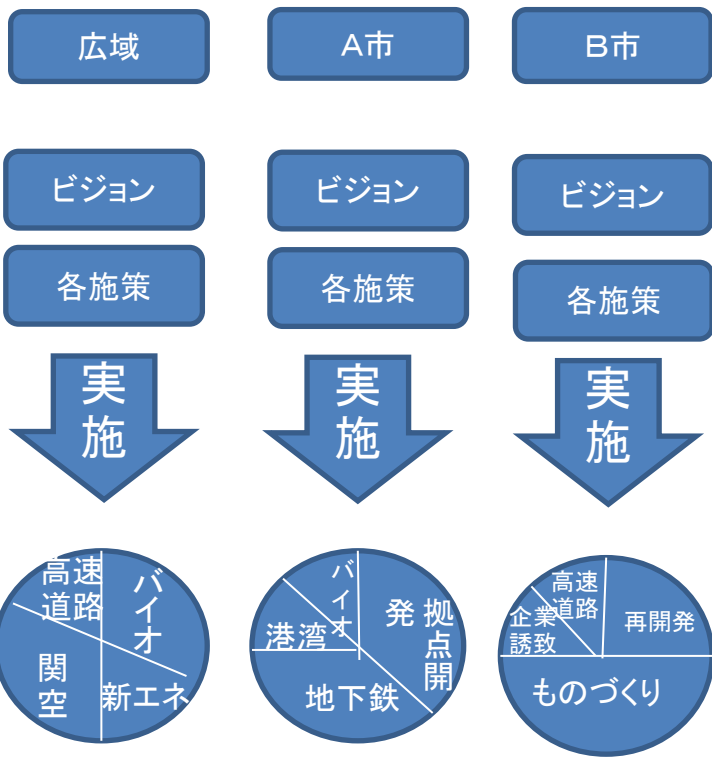 広域
A市
B市
ビジョン
ビジョン
ビジョン
各施策
各施策
各施策
実施
実施
実施
高速
道路
バイオ
関空
新エネ
バイオ
拠点開
発
港湾
地下鉄
高速
道路
企業
誘致
再開発
ものづくり